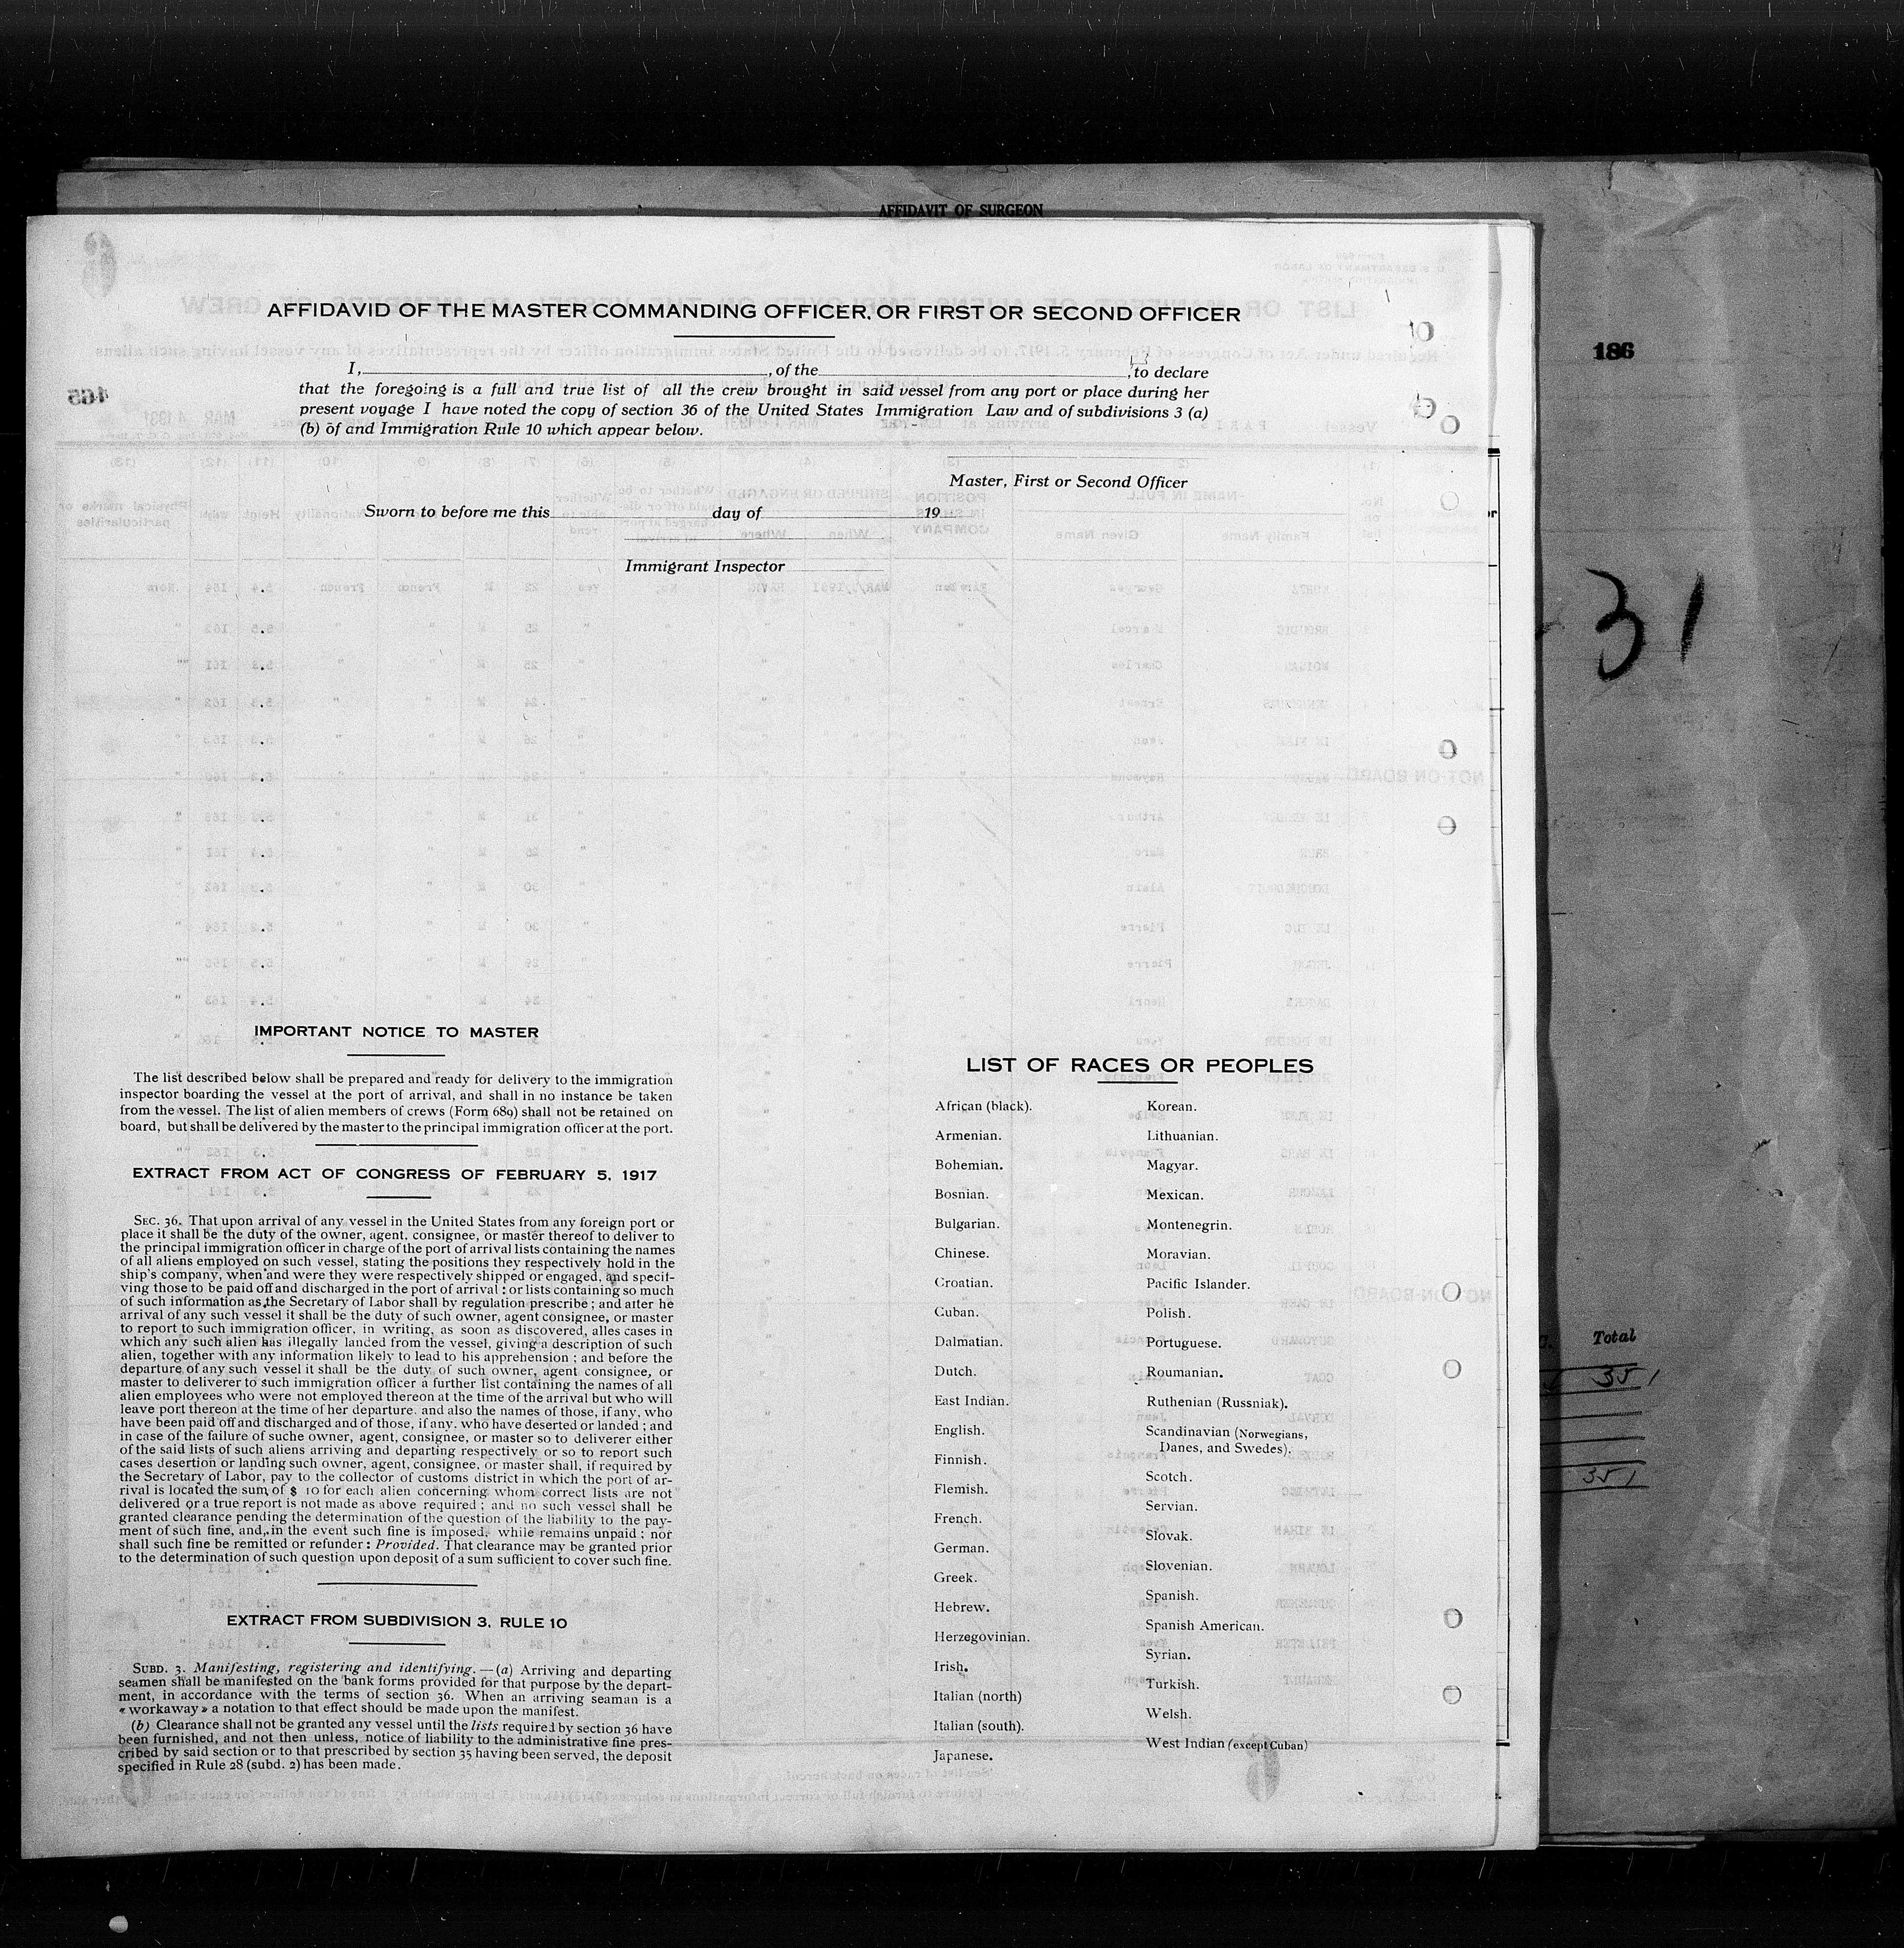 AFFIDAVIT OF SURGEON
AFFIDAVID OF THE MASTER COMMANDING OFFICER, OR FIRST OR SECOND OFFICER
I, , of the , to declare
that the foregoing is a full and true list of all the crew brought in said vessel from any port or place during her
present voyage I have noted the copy of section 36 of the United States Immigration Law and of subdivisions 3 (a)
(b) of and Immigration Rule 10 which appear below.
Master, First or Second Officer
Sworn to before me this day of 19
Immigrant Inspector
IMPORTANT NOTICE TO MASTER
The list described below shall be prepared and ready for delivery to the immigration
inspector boarding the vessel at the port of arrival, and shall in no instance be taken
from the vessel. The list of alien members of crews (Form 689) shall not be retained on
board, but shall be delivered by the master to the principal immigration officer at the port.
EXTRACT FROM ACT OF CONGRESS OF FEBRUARY 5, 1917
SEC. 36. That upon arrival of any vessel in the United States from any foreign port or
place it shall be the duty of the owner, agent, consignee, or master thereof to deliver to
the principal immigration officer in charge of the port of arrival lists containing the names
of all aliens employed on such vessel, stating the positions they respectively hold in the
ship's company, when and were they were respectively shipped or engaged, and specit-
ving those to be paid off and discharged in the port of arrival ; or lists containing so much
of such information as the Secretary of Labor shall by regulation prescribe ; and atter he
arrival of any such vessel it shall be the duty of such owner, agent consignee, or master
to report to such immigration officer, in writing, as soon as discovered, alles cases in
which any such alien has illegally landed from the vessel, giving a description of such
alien, together with any information likely to lead to his apprehension ; and before the
departure of any such vessel it shall be the duty of such owner, agent consignee, or
master to deliverer to such immigration officer a further list containing the names of all
alien employees who were not employed thereon at the time of the arrival but who will
leave port thereon at the time of her departure. and also the names of those, if any, who
have been paid off and discharged and of those, if any. who have deserted or landed ; and
in case of the failure of suche owner, agent, consignee, or master so to deliverer either
of the said lists of such aliens arriving and departing respectively or so to report such
cases desertion or landing such owner, agent, consignee, or master shall, if required by
the Secretary of Labor, pay to the collector of customs district in which the port of ar-
rival is located the sum of $ 10 for each alien concerning whom correct lists are not
delivered or a true report is not made as above required ; and no such vessel shall be
granted clearance pending the determination of the question of the liability to the pay-
ment of such fine, and, in the event such fine is imposed. while remains unpaid ; nor
shall such fine be remitted or refunder : Provided. That clearance may be granted prior
to the determination of such question upon deposit of a sum sufficient to cover such fine.
EXTRACT FROM SUBDIVISION 3, RULE 10
SUBD. 3. Manifesting, registering and identifying. — (a) Arriving and departing
seamen shall be manifested on the bank forms provided for that purpose by the depart-
ment, in accordance with the terms of section 36. When an arriving seaman is a
« workaway » a notation to that effect should be made upon the manifest.
(b) Clearance shall not be granted any vessel until the lists required by section 36 have
been furnished, and not then unless, notice of liability to the administrative fine pres-
cribed by said section or to that prescribed by section 35 having been served, the deposit
specified in Rule 28 (subd. 2) has been made.
LIST OF RACES OR PEOPLES
African (black).
Armenian.
Bohemian.
Bosnian.
Bulgarian.
Chinese.
Croatian.
Cuban.
Dalmatian.
Dutch.
East Indian.
English.
Finnish.
Flemish.
French.
German.
Greek.
Hebrew.
Herzegovinian.
Irish.
Italian (north)
Italian (south).
Japanese.
Korean.
Lithuanian.
Magyar.
Mexican.
Montenegrin.
Moravian.
Pacific Islander.
Polish.
Portuguese.
Roumanian.
Ruthenian (Russniak).
Scandinavian (Norwegians,
Danes, and Swedes).
Scotch.
Servian.
Slovak.
Slovenian.
Spanish.
Spanish American.
Syrian.
Turkish.
Welsh.
West Indian (except Cuban)
186
31
Total
351
351